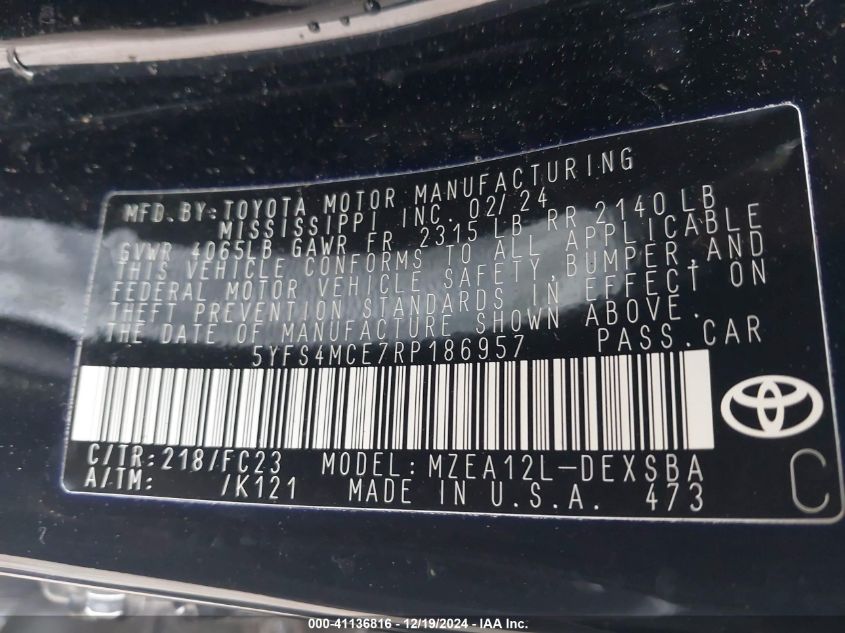 MFD. BY: TOYOTA MOTOR MANUFACTURING
MISSISSIPPI INC. 02/24
GVWR 4065LB GAWR FR 2315 LB RR 2140 LB
THIS VEHICLE CONFORMS TO ALL APPLICABLE
FEDERAL MOTOR VEHICLE SAFETY, BUMPER, AND
THEFT PREVENTION STANDARDS IN EFFECT ON
THE DATE OF MANUFACTURE SHOWN ABOVE.
5YFS4MCE7RP186957 PASS.CAR
C/TR: 218/FC23 MODEL: MZEA12L-DEXSBA
A/TM: /K121 MADE IN U.S.A. 473
C
000-41136816 - 12/19/2024 - IAA Inc.